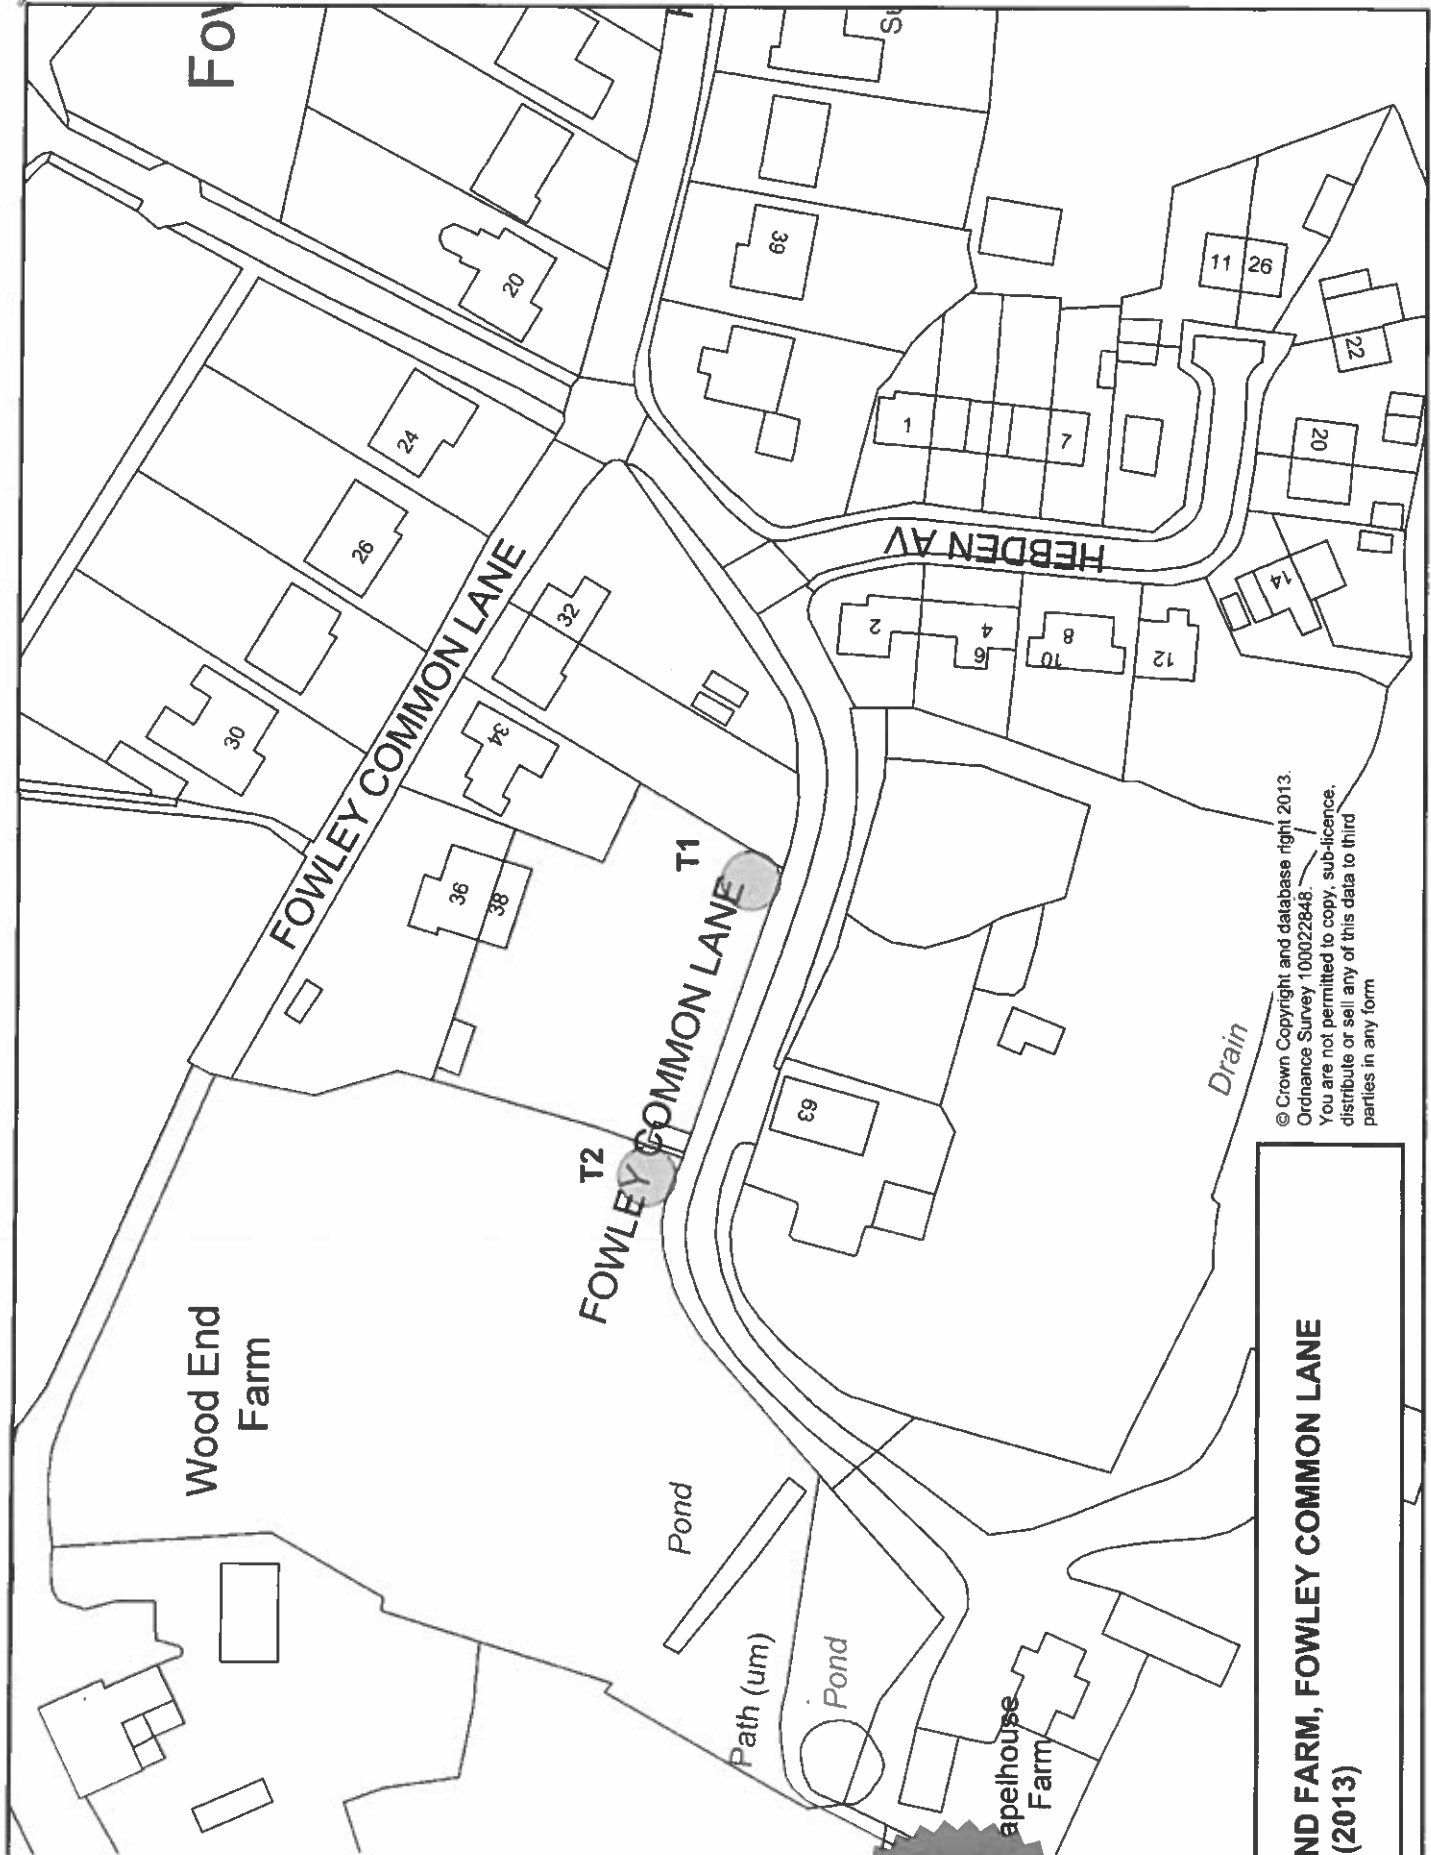 Fow
S
39
20
11
26
22
24
1
7
20
26
HEBDEN AV
14
32
2
4
6
8
10
12
30
34
FOWLEY COMMON LANE
36
38
T1
T2
FOWLEY COMMON LANE
63
Drain
© Crown Copyright and database right 2013.
Ordnance Survey 100022848.
You are not permitted to copy, sub-licence,
distribute or sell any of this data to third
parties in any form
Wood End
Farm
Pond
Path (um)
Pond
apelhouse
Farm
ND FARM, FOWLEY COMMON LANE
(2013)